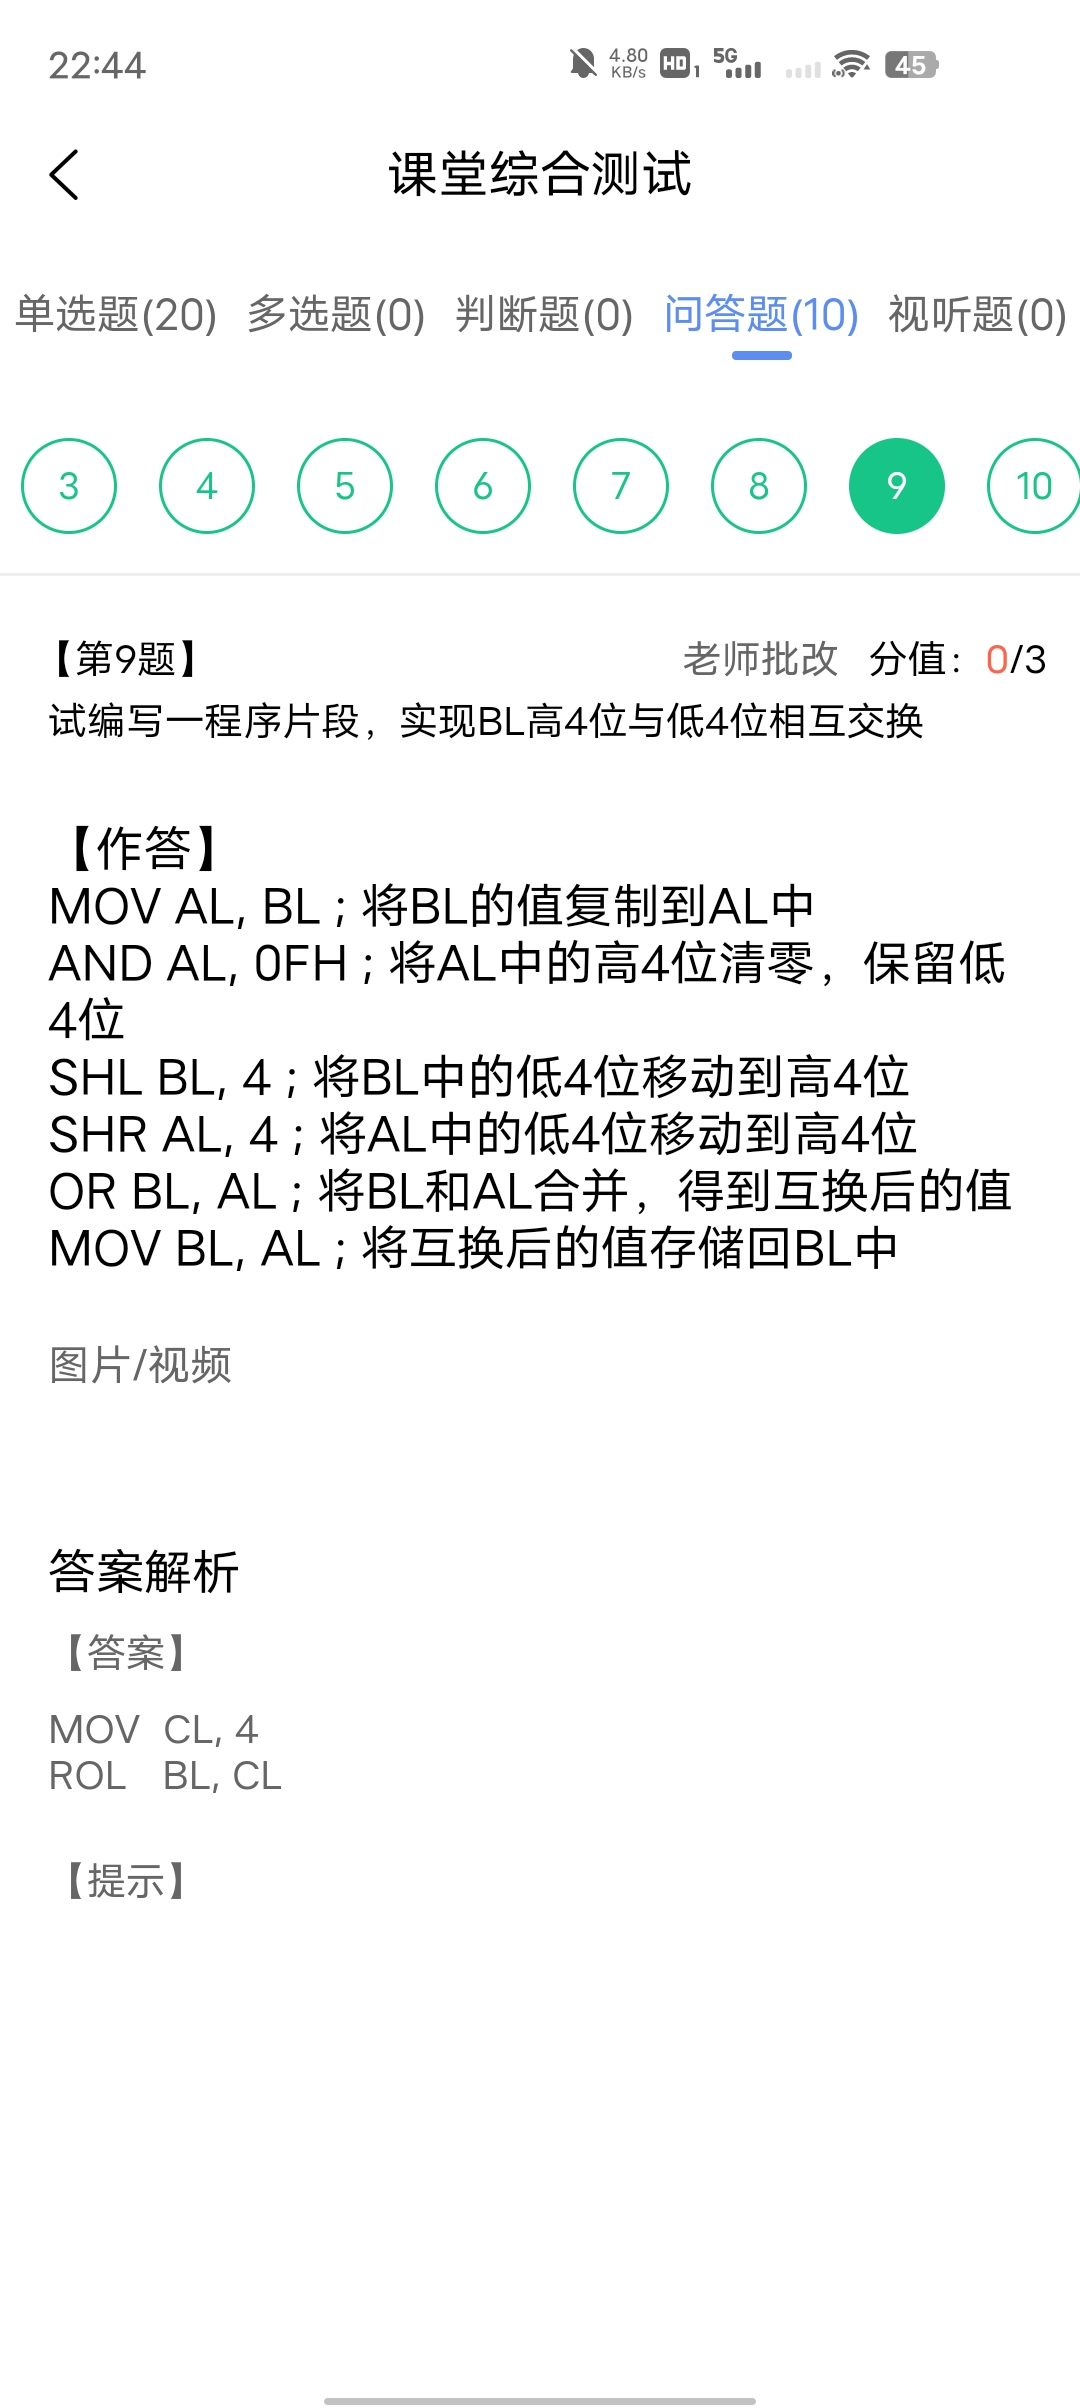 22:44 4.80 KB/s HD 1 5G 45
课堂综合测试
单选题(20) 多选题(0) 判断题(0) 问答题(10) 视听题(0)
3 4 5 6 7 8 9 10
【第9题】 老师批改 分值：0/3
试编写一程序片段，实现BL高4位与低4位相互交换
【作答】
MOV AL, BL ; 将BL的值复制到AL中
AND AL, 0FH ; 将AL中的高4位清零，保留低
4位
SHL BL, 4 ; 将BL中的低4位移动到高4位
SHR AL, 4 ; 将AL中的低4位移动到高4位
OR BL, AL ; 将BL和AL合并，得到互换后的值
MOV BL, AL ; 将互换后的值存储回BL中
图片/视频
答案解析
【答案】
MOV CL, 4
ROL BL, CL
【提示】